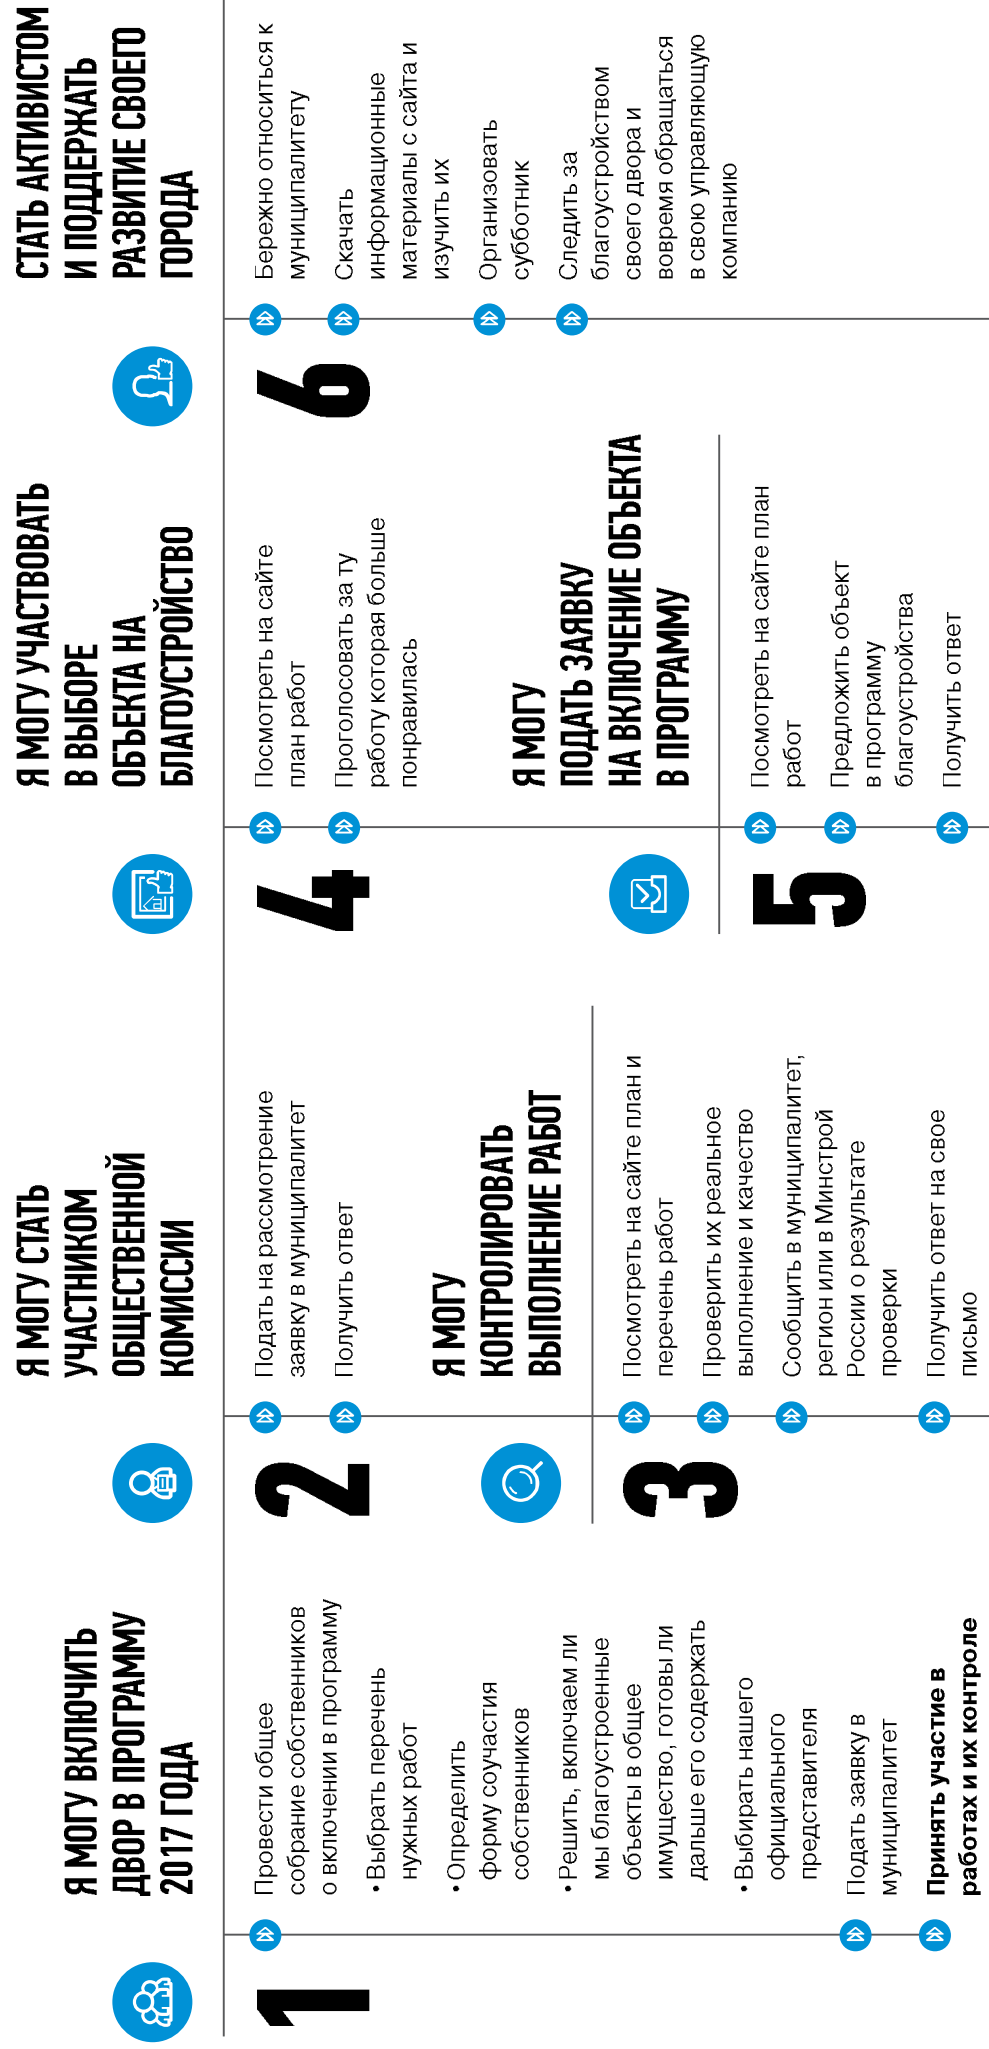 Я МОГУ ВКЛЮЧИТЬ
ДВОР В ПРОГРАММУ
2017 ГОДА
1
Провести общее
собрание собственников
о включении в программу
• Выбрать перечень
нужных работ
• Определить
форму соучастия
собственников
• Решить, включаем ли
мы благоустроенные
объекты в общее
имущество, готовы ли
дальше его содержать
• Выбирать нашего
официального
представителя
Подать заявку в
муниципалитет
Принять участие в
работах и их контроле
Я МОГУ СТАТЬ
УЧАСТНИКОМ
ОБЩЕСТВЕННОЙ
КОМИССИИ
2
Подать на рассмотрение
заявку в муниципалитет
Получить ответ
Я МОГУ
КОНТРОЛИРОВАТЬ
ВЫПОЛНЕНИЕ РАБОТ
3
Посмотреть на сайте план и
перечень работ
Проверить их реальное
выполнение и качество
Сообщить в муниципалитет,
регион или в Минстрой
России о результате
проверки
Получить ответ на свое
письмо
Я МОГУ УЧАСТВОВАТЬ
В ВЫБОРЕ
ОБЪЕКТА НА
БЛАГОУСТРОЙСТВО
4
Посмотреть на сайте
план работ
Проголосовать за ту
работу которая больше
понравилась
Я МОГУ
ПОДАТЬ ЗАЯВКУ
НА ВКЛЮЧЕНИЕ ОБЪЕКТА
В ПРОГРАММУ
5
Посмотреть на сайте план
работ
Предложить объект
в программу
благоустройства
Получить ответ
СТАТЬ АКТИВИСТОМ
И ПОДДЕРЖАТЬ
РАЗВИТИЕ СВОЕГО
ГОРОДА
6
Бережно относиться к
муниципалитету
Скачать
информационные
материалы с сайта и
изучить их
Организовать
субботник
Следить за
благоустройством
своего двора и
вовремя обращаться
в свою управляющую
компанию